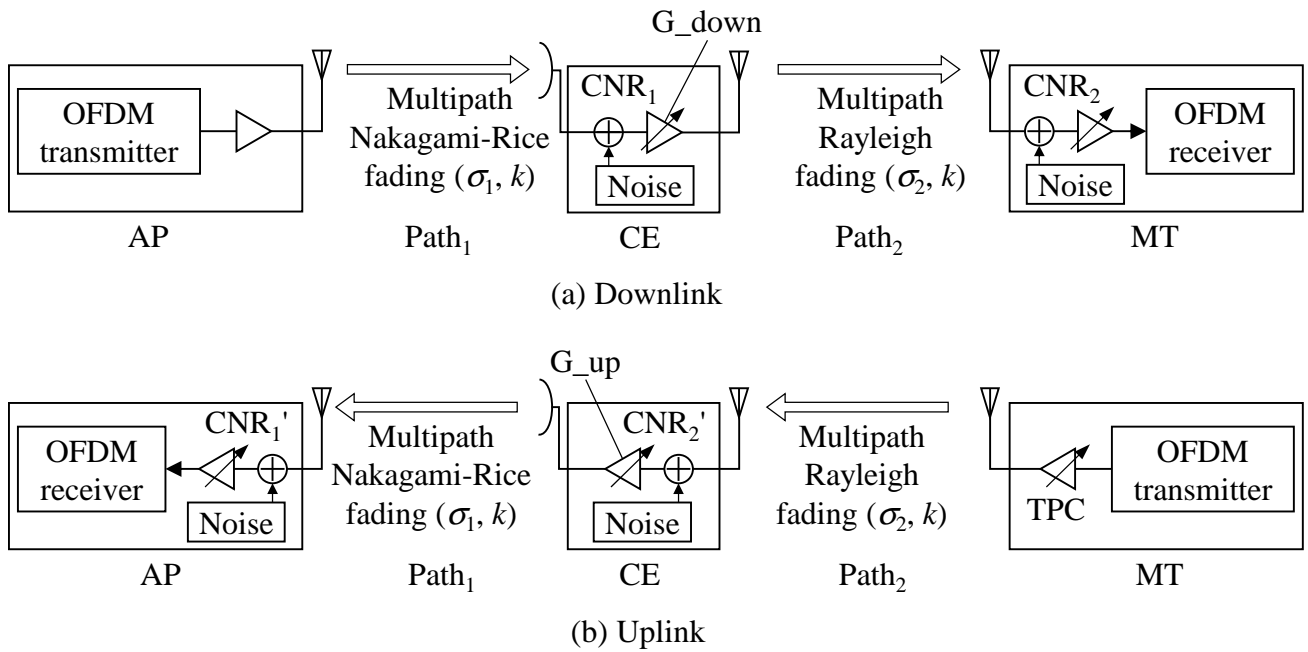 G_down
OFDM
transmitter
Multipath
Nakagami-Rice
fading (σ₁, k)
CNR₁
Noise
Multipath
Rayleigh
fading (σ₂, k)
CNR₂
Noise
OFDM
receiver
AP
Path₁
CE
Path₂
MT
(a) Downlink
G_up
OFDM
receiver
CNR₁'
Noise
Multipath
Nakagami-Rice
fading (σ₁, k)
CNR₂'
Noise
Multipath
Rayleigh
fading (σ₂, k)
TPC
OFDM
transmitter
AP
Path₁
CE
Path₂
MT
(b) Uplink